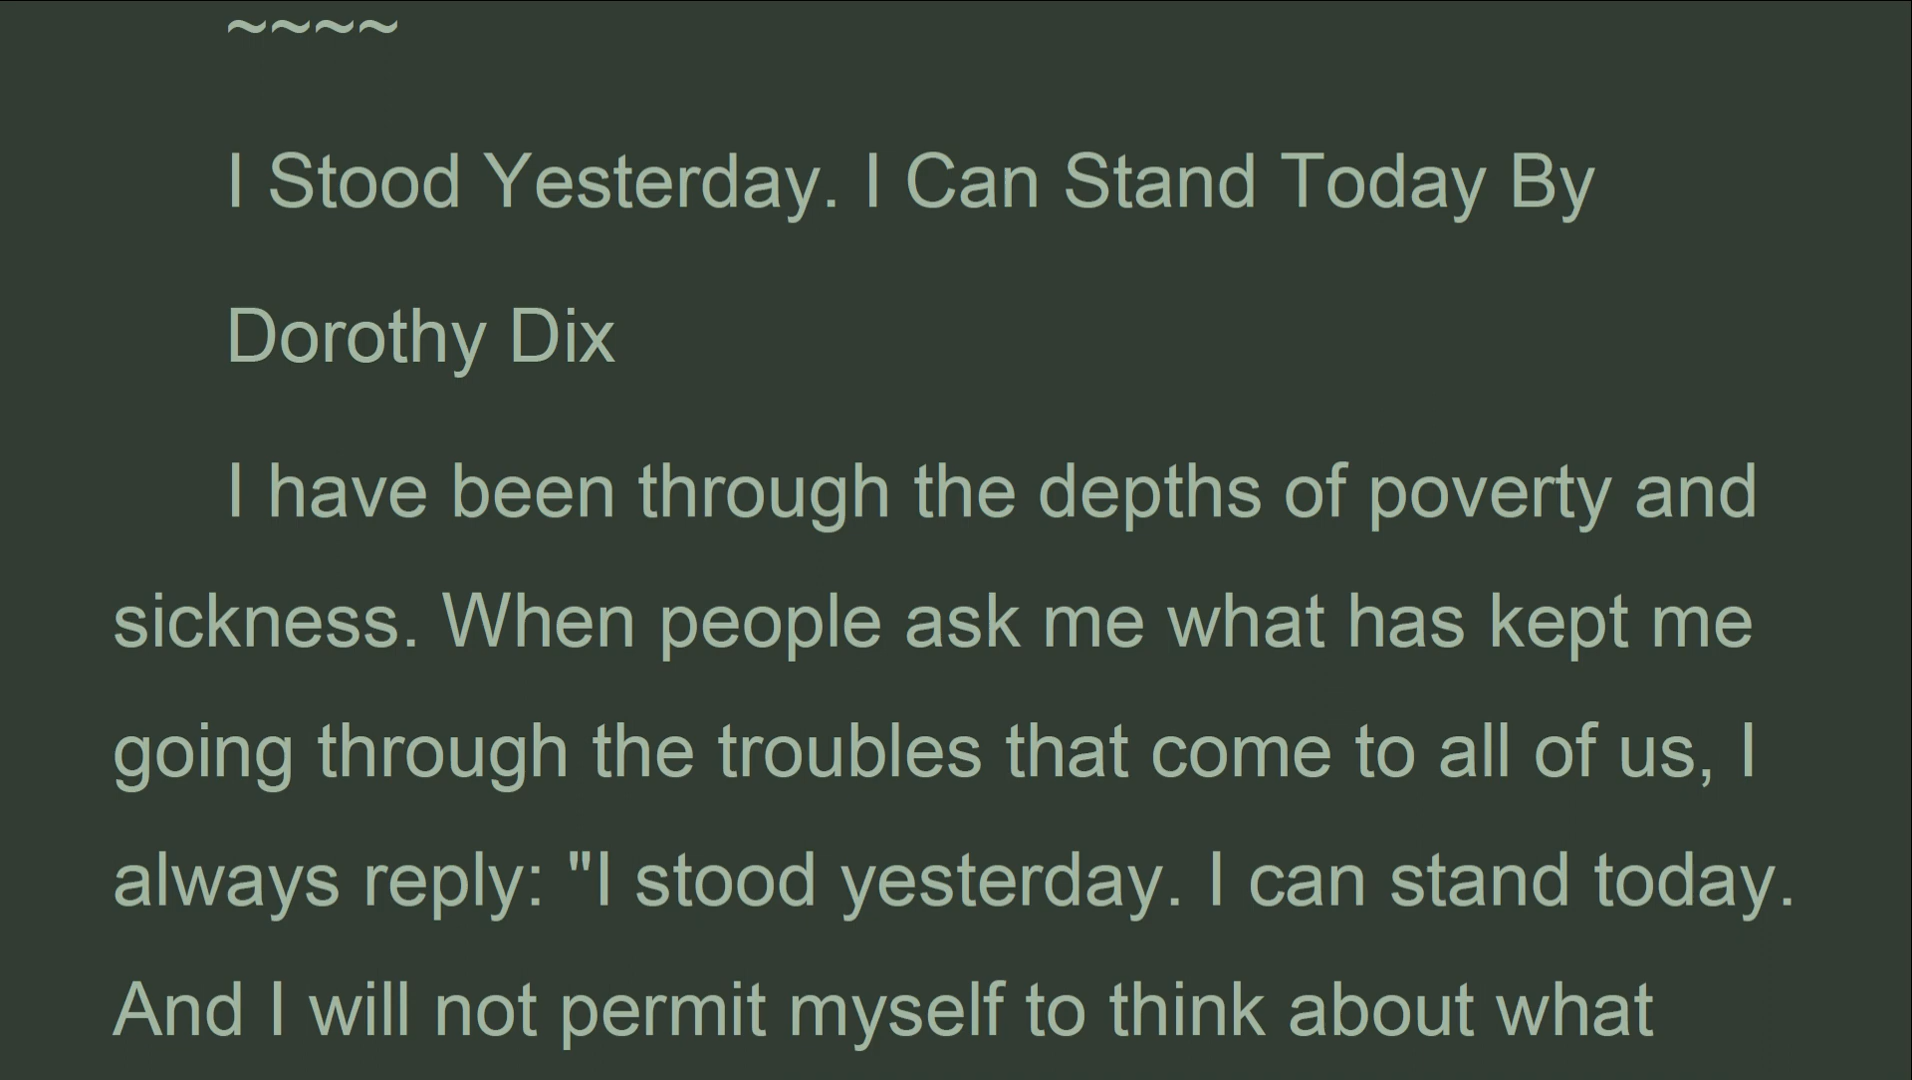 ~~~~
I Stood Yesterday. I Can Stand Today By
Dorothy Dix
I have been through the depths of poverty and
sickness. When people ask me what has kept me
going through the troubles that come to all of us, I
always reply: "I stood yesterday. I can stand today.
And I will not permit myself to think about what